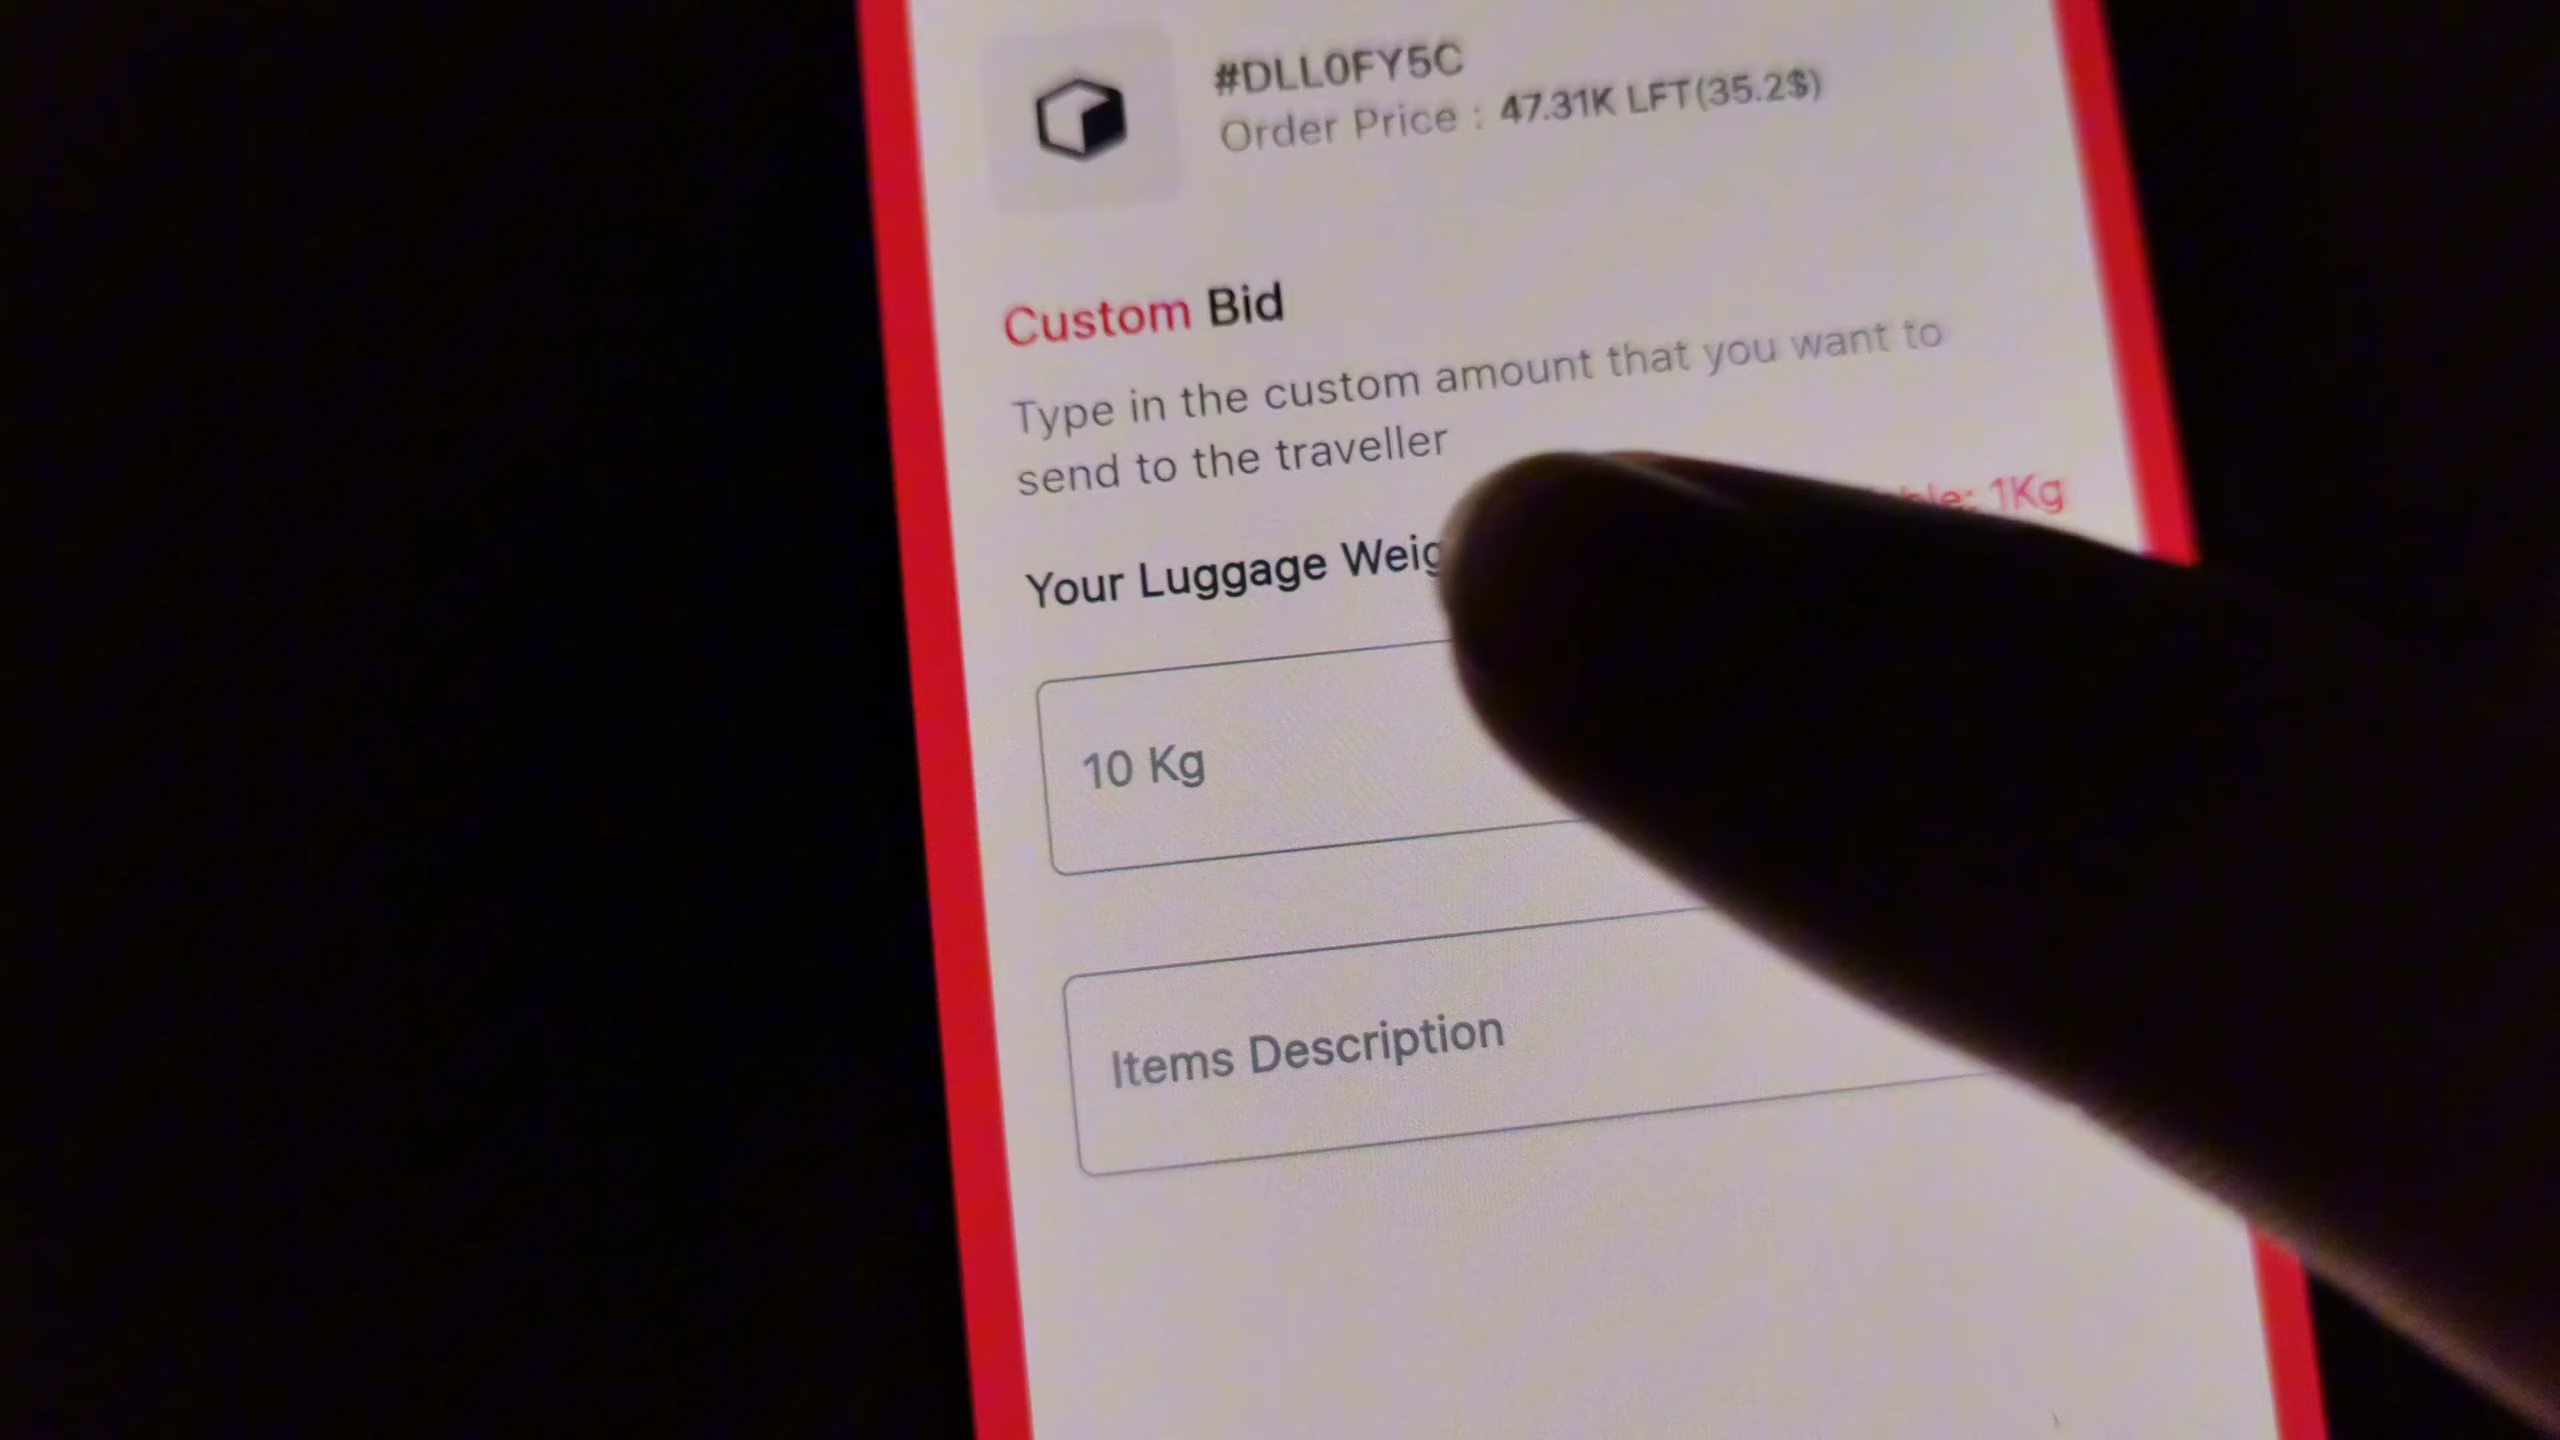 #DLL0FY5C
Order Price : 47.31K LFT(35.2$)
Custom Bid
Type in the custom amount that you want to
send to the traveller
1Kg
Your Luggage
10 Kg
Items Description